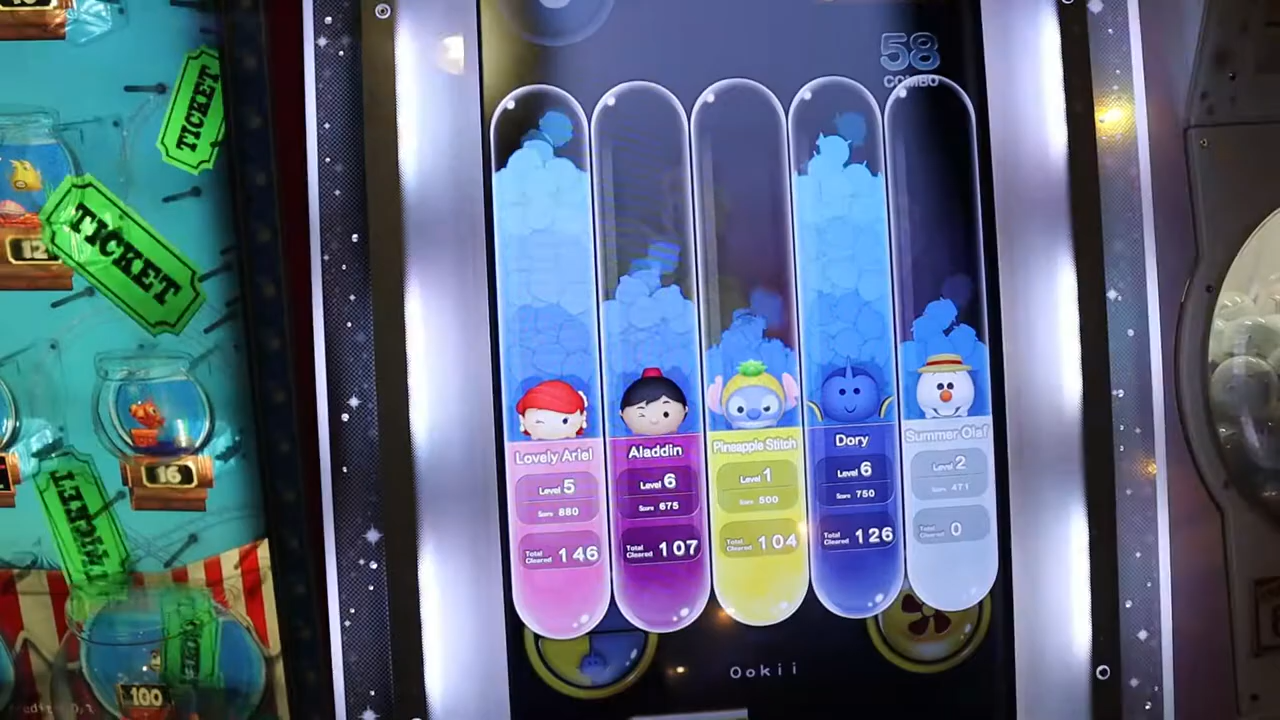 TICKET
TICKET
12
16
TICKET
100
58
COMBO
Lovely Ariel
Level 5
Score 880
Total Cleared 146
Aladdin
Level 6
Score 675
Total Cleared 107
Pineapple Stitch
Level 1
Score 500
Total Cleared 104
Dory
Level 6
Score 750
Total Cleared 126
Summer Olaf
Level 2
Score 471
Total Cleared 0
Ookii